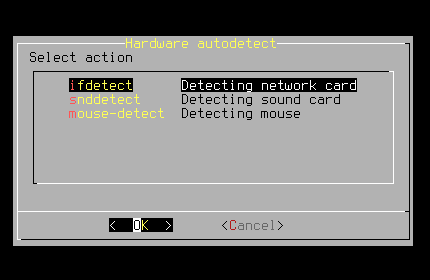 Hardware autodetect
Select action
ifdetect Detecting network card
snddetect Detecting sound card
mouse-detect Detecting mouse
< OK > <Cancel>